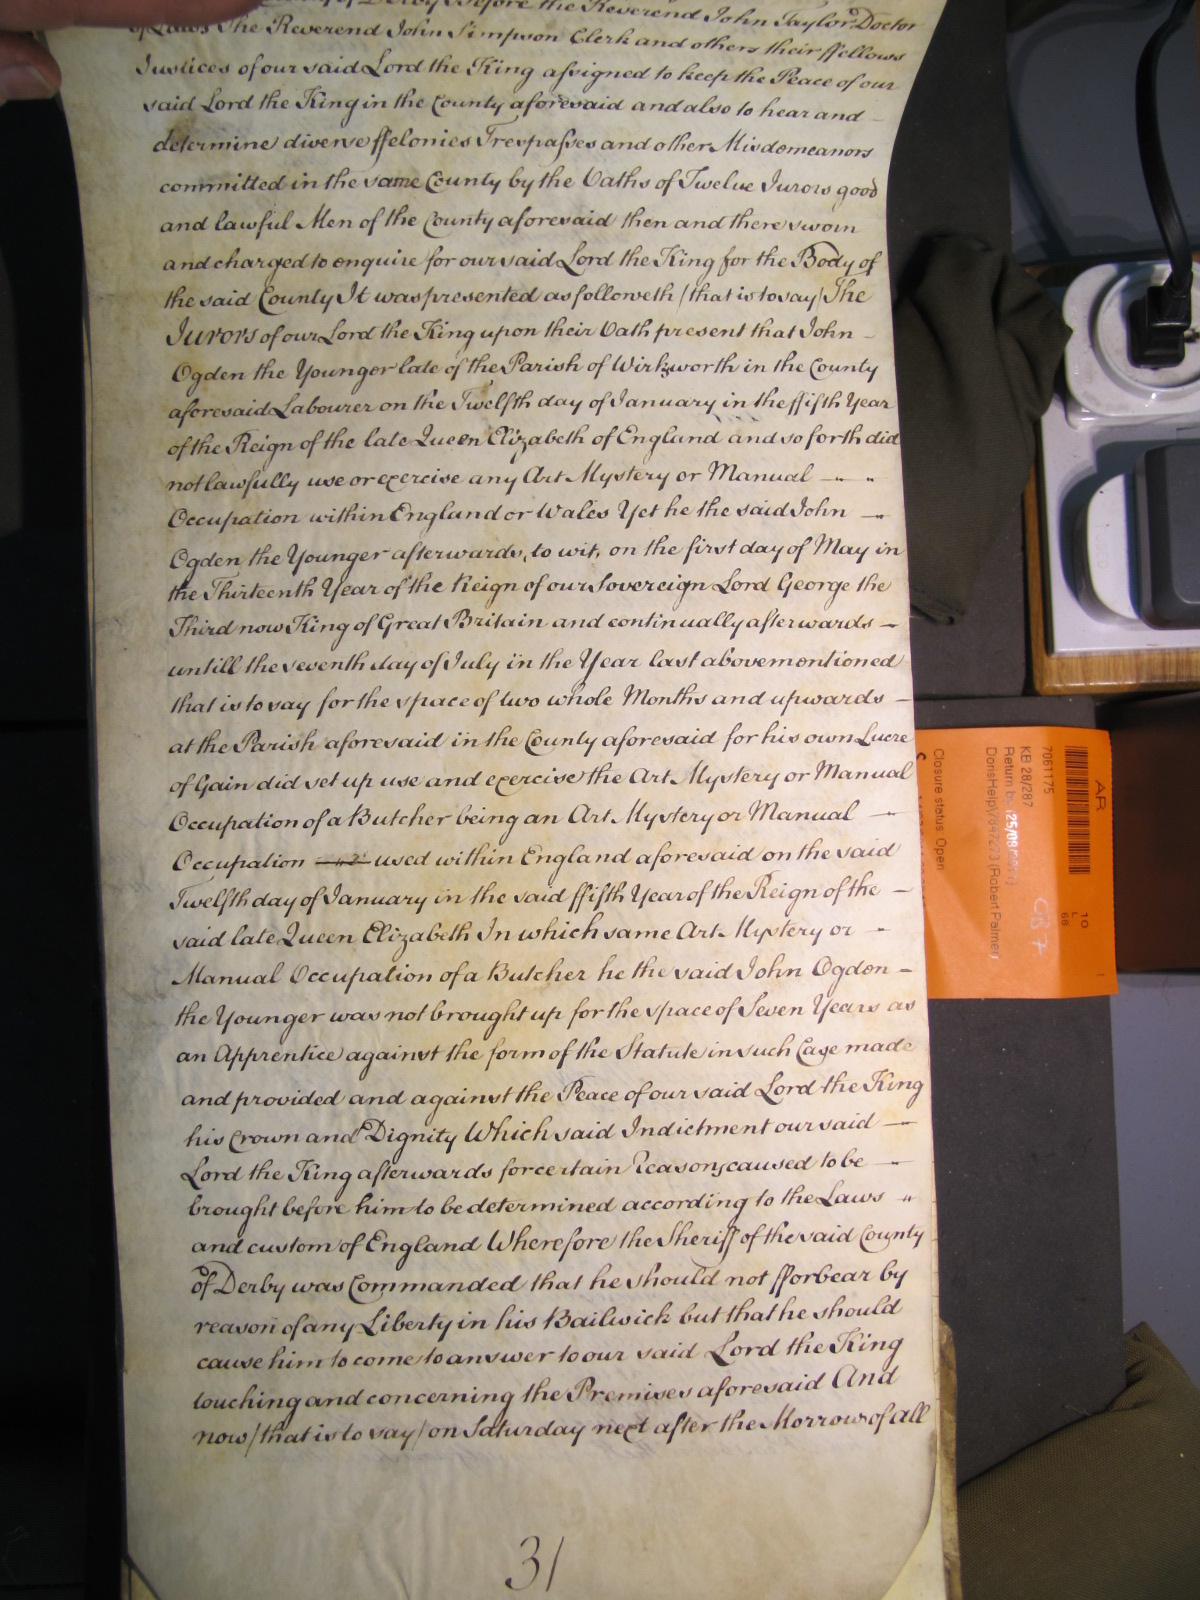 of Derby Before the Reverend John Taylor Doctor
of Laws The Reverend John Simpson Clerk and others their ffellows
Justices of our said Lord the King assigned to keep the Peace of our
said Lord the King in the County aforesaid and also to hear and
determine diverse ffelonies Trespasses and other Misdemeanors
committed in the same County by the Oaths of Twelve Jurors good
and lawful Men of the County aforesaid then and there sworn
and charged to enquire for our said Lord the King for the Body of
the said County It was presented as followeth / that is to say / The
Jurors of our Lord the King upon their Oath present that John
Ogden the Younger late of the Parish of Wirksworth in the County
aforesaid Labourer on the Twelfth day of January in the ffifth Year
of the Reign of the late Queen Elizabeth of England and so forth did
not lawfully use or exercise any Art Mystery or Manual
Occupation within England or Wales Yet he the said John
Ogden the Younger afterwards, to wit, on the first day of May in
the Thirteenth Year of the Reign of our Sovereign Lord George the
Third now King of Great Britain and continually afterwards
untill the seventh day of July in the Year last abovementioned
that is to say for the space of two whole Months and upwards
at the Parish aforesaid in the County aforesaid for his own Lucre
of Gain did set up use and exercise the Art Mystery or Manual
Occupation of a Butcher being an Art Mystery or Manual
Occupation used within England aforesaid on the said
Twelfth day of January in the said ffifth Year of the Reign of the
said late Queen Elizabeth In which same Art Mystery or
Manual Occupation of a Butcher he the said John Ogden
the Younger was not brought up for the space of Seven Years as
an Apprentice against the form of the Statute in such Case made
and provided and against the Peace of our said Lord the King
his Crown and Dignity Which said Indictment our said
Lord the King afterwards for certain Reasons caused to be
brought before him to be determined according to the Laws
and custom of England Wherefore the Sheriff of the said County
of Derby was Commanded that he should not fforbear by
reason of any Liberty in his Bailiwick but that he should
cause him to come to answer to our said Lord the King
touching and concerning the Premises aforesaid And
now / that is to say / on Saturday next after the Morrow of all
31
AR
7061175
KB 28/287
Return by 25/08
(Robert Palmer)
Closure status Open
10
L
68